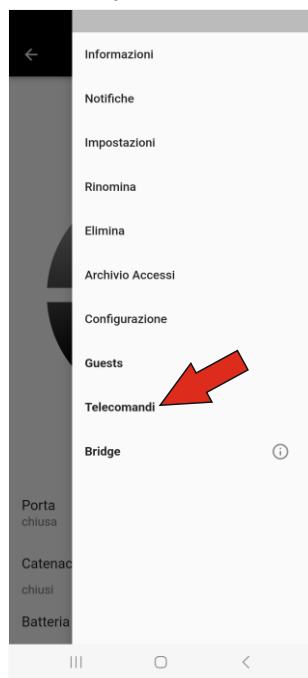 Informazioni
Notifiche
Impostazioni
Rinomina
Elimina
Archivio Accessi
Configurazione
Guests
Telecomandi
Bridge
Porta
chiusa
Catenac
chiusi
Batteria